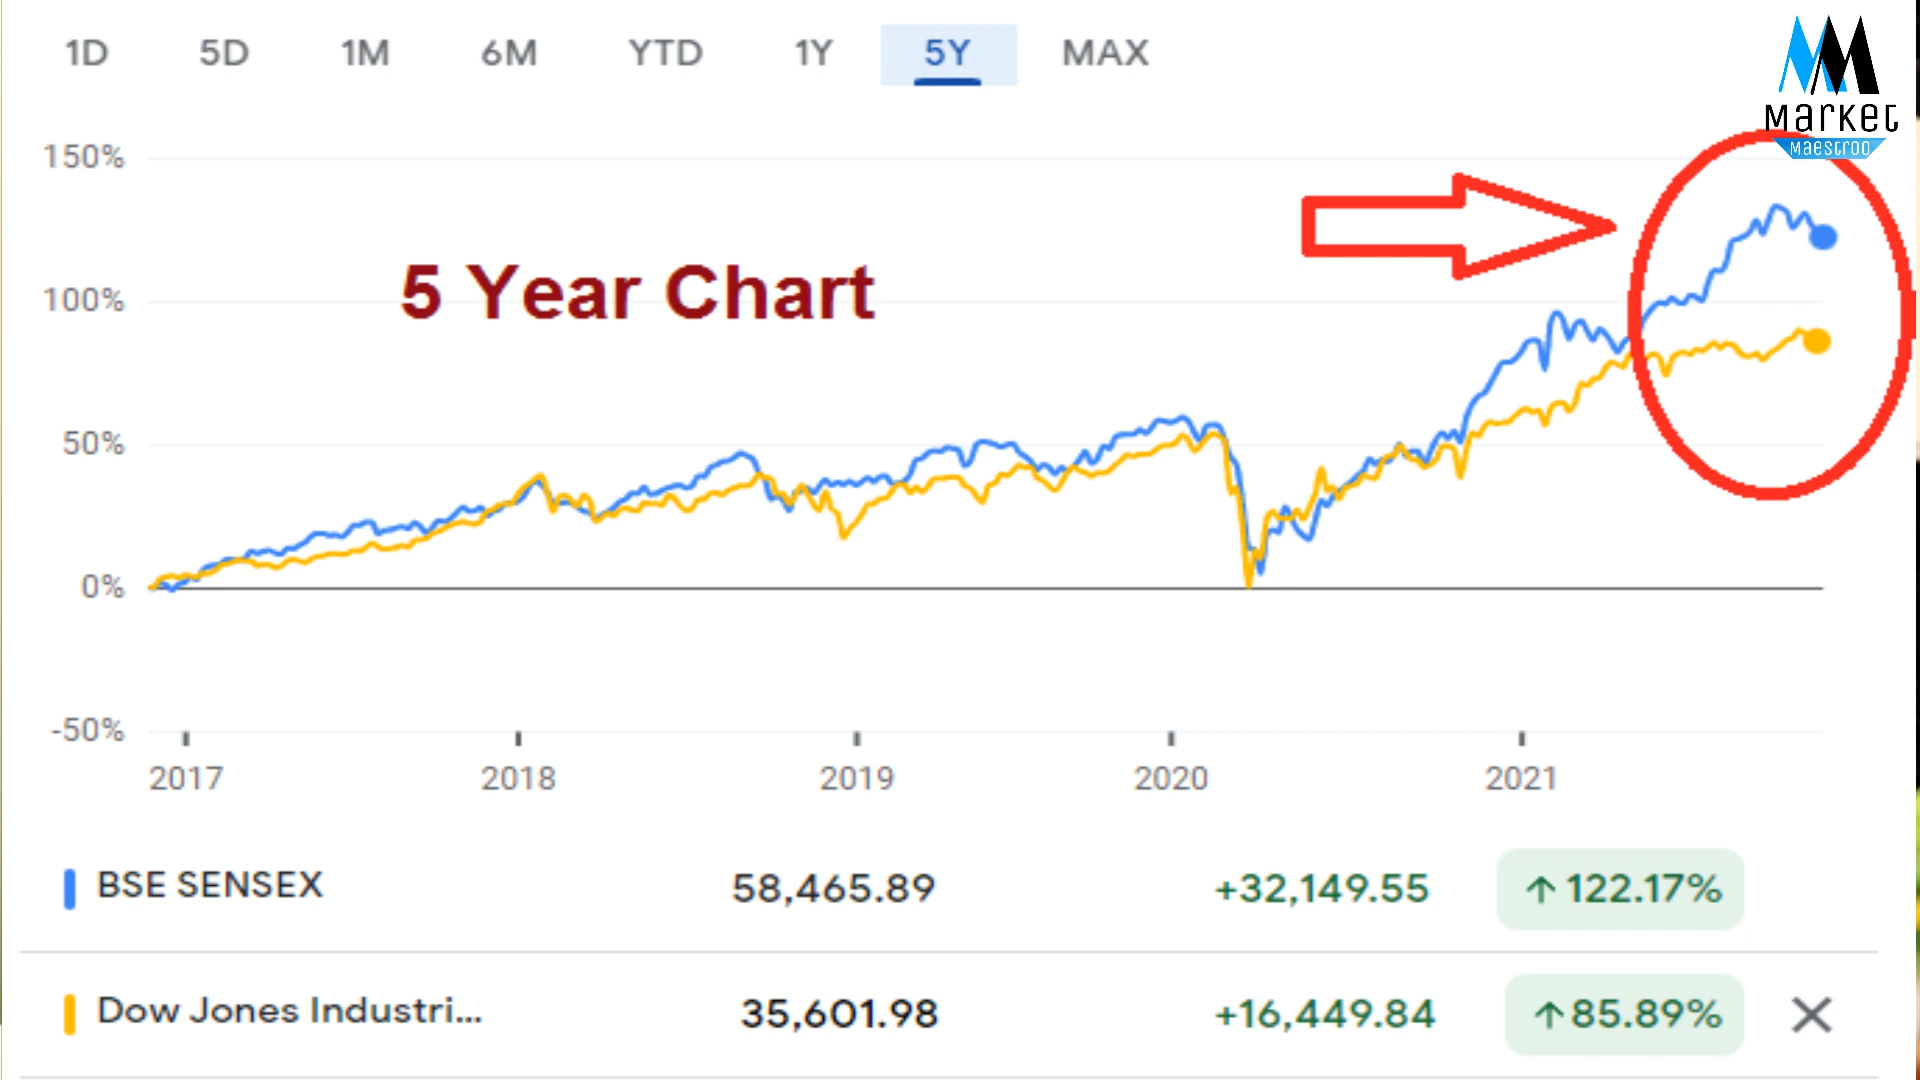 1D 5D 1M 6M YTD 1Y 5Y MAX
Market
Maestroo
150%
5 Year Chart
100%
50%
0%
-50%
2017 2018 2019 2020 2021
BSE SENSEX 58,465.89 +32,149.55 ↑ 122.17%
Dow Jones Industri... 35,601.98 +16,449.84 ↑ 85.89% ×